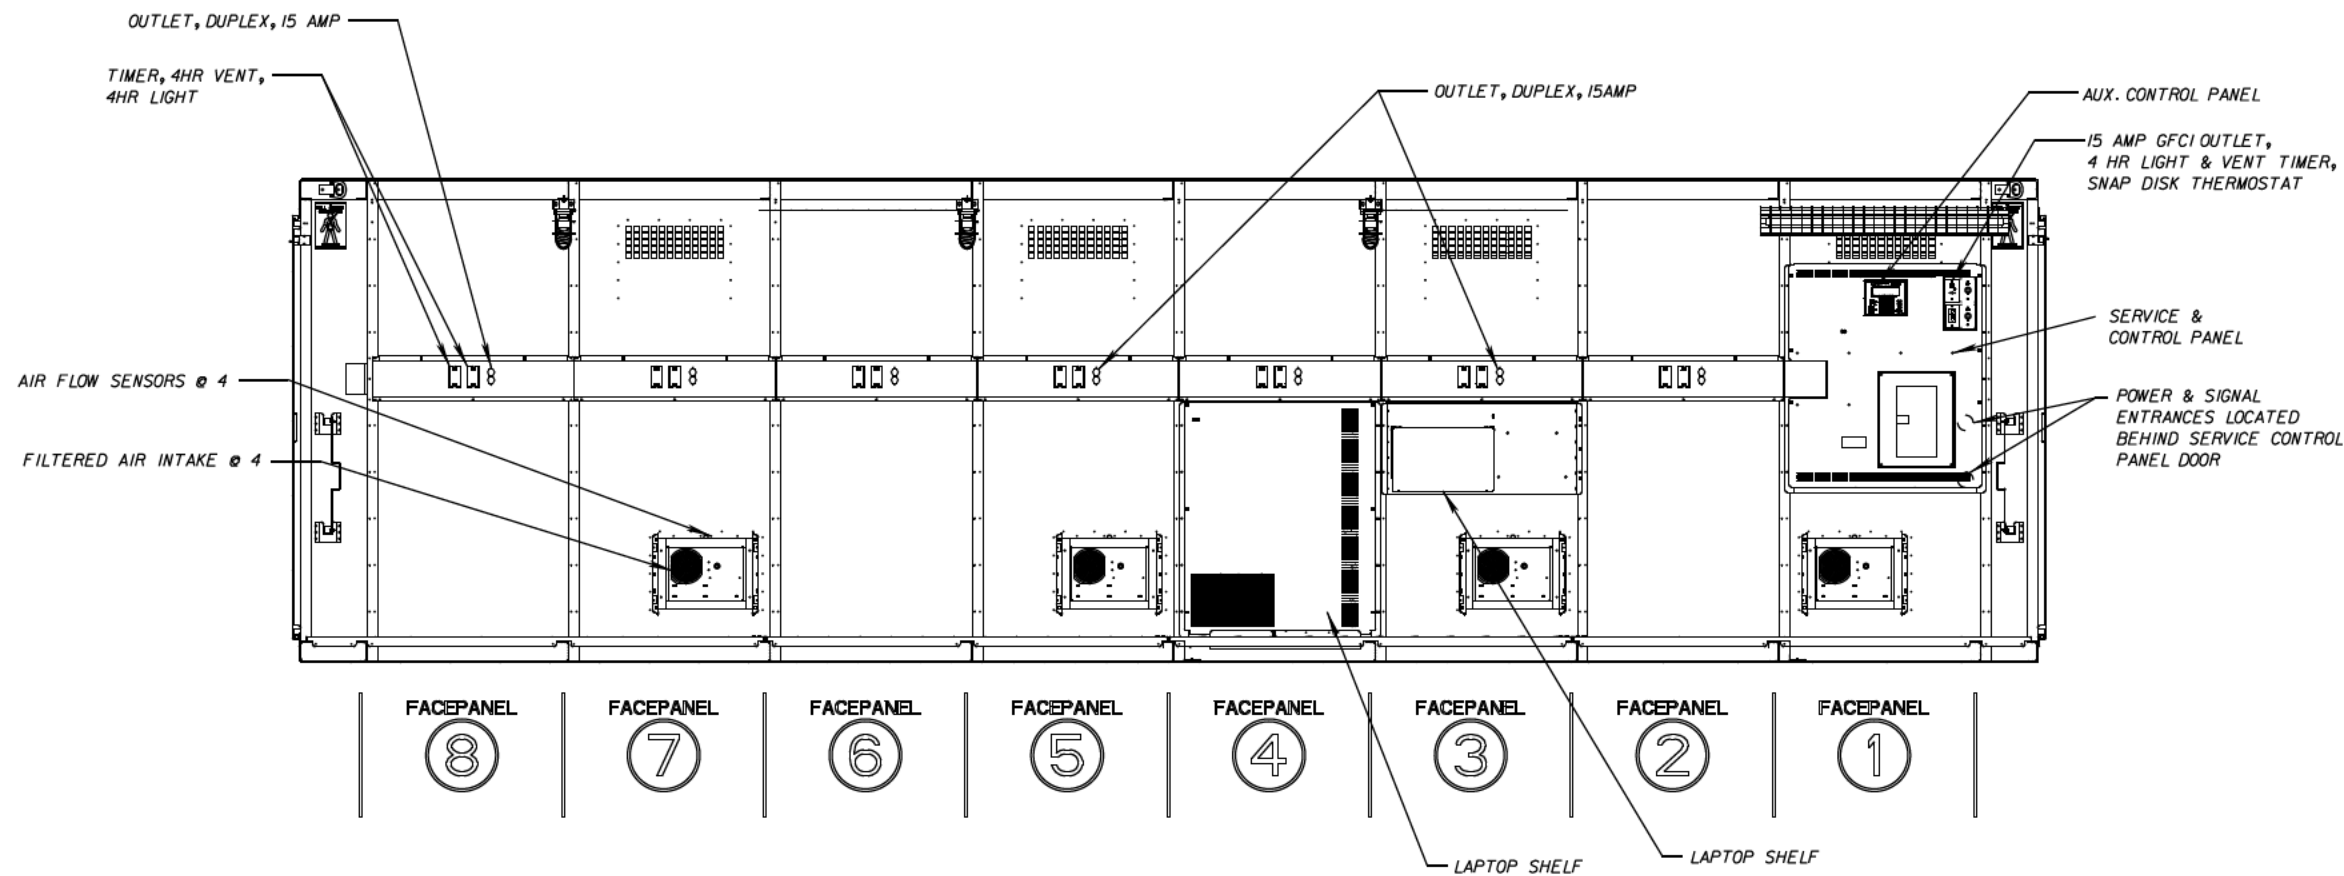 OUTLET, DUPLEX, 15 AMP
TIMER, 4HR VENT,
4HR LIGHT
OUTLET, DUPLEX, 15AMP
AUX. CONTROL PANEL
15 AMP GFCI OUTLET,
4 HR LIGHT & VENT TIMER,
SNAP DISK THERMOSTAT
SERVICE &
CONTROL PANEL
AIR FLOW SENSORS @ 4
POWER & SIGNAL
ENTRANCES LOCATED
BEHIND SERVICE CONTROL
PANEL DOOR
FILTERED AIR INTAKE @ 4
FACEPANEL FACEPANEL FACEPANEL FACEPANEL FACEPANEL FACEPANEL FACEPANEL FACEPANEL
8 7 6 5 4 3 2 1
LAPTOP SHELF
LAPTOP SHELF